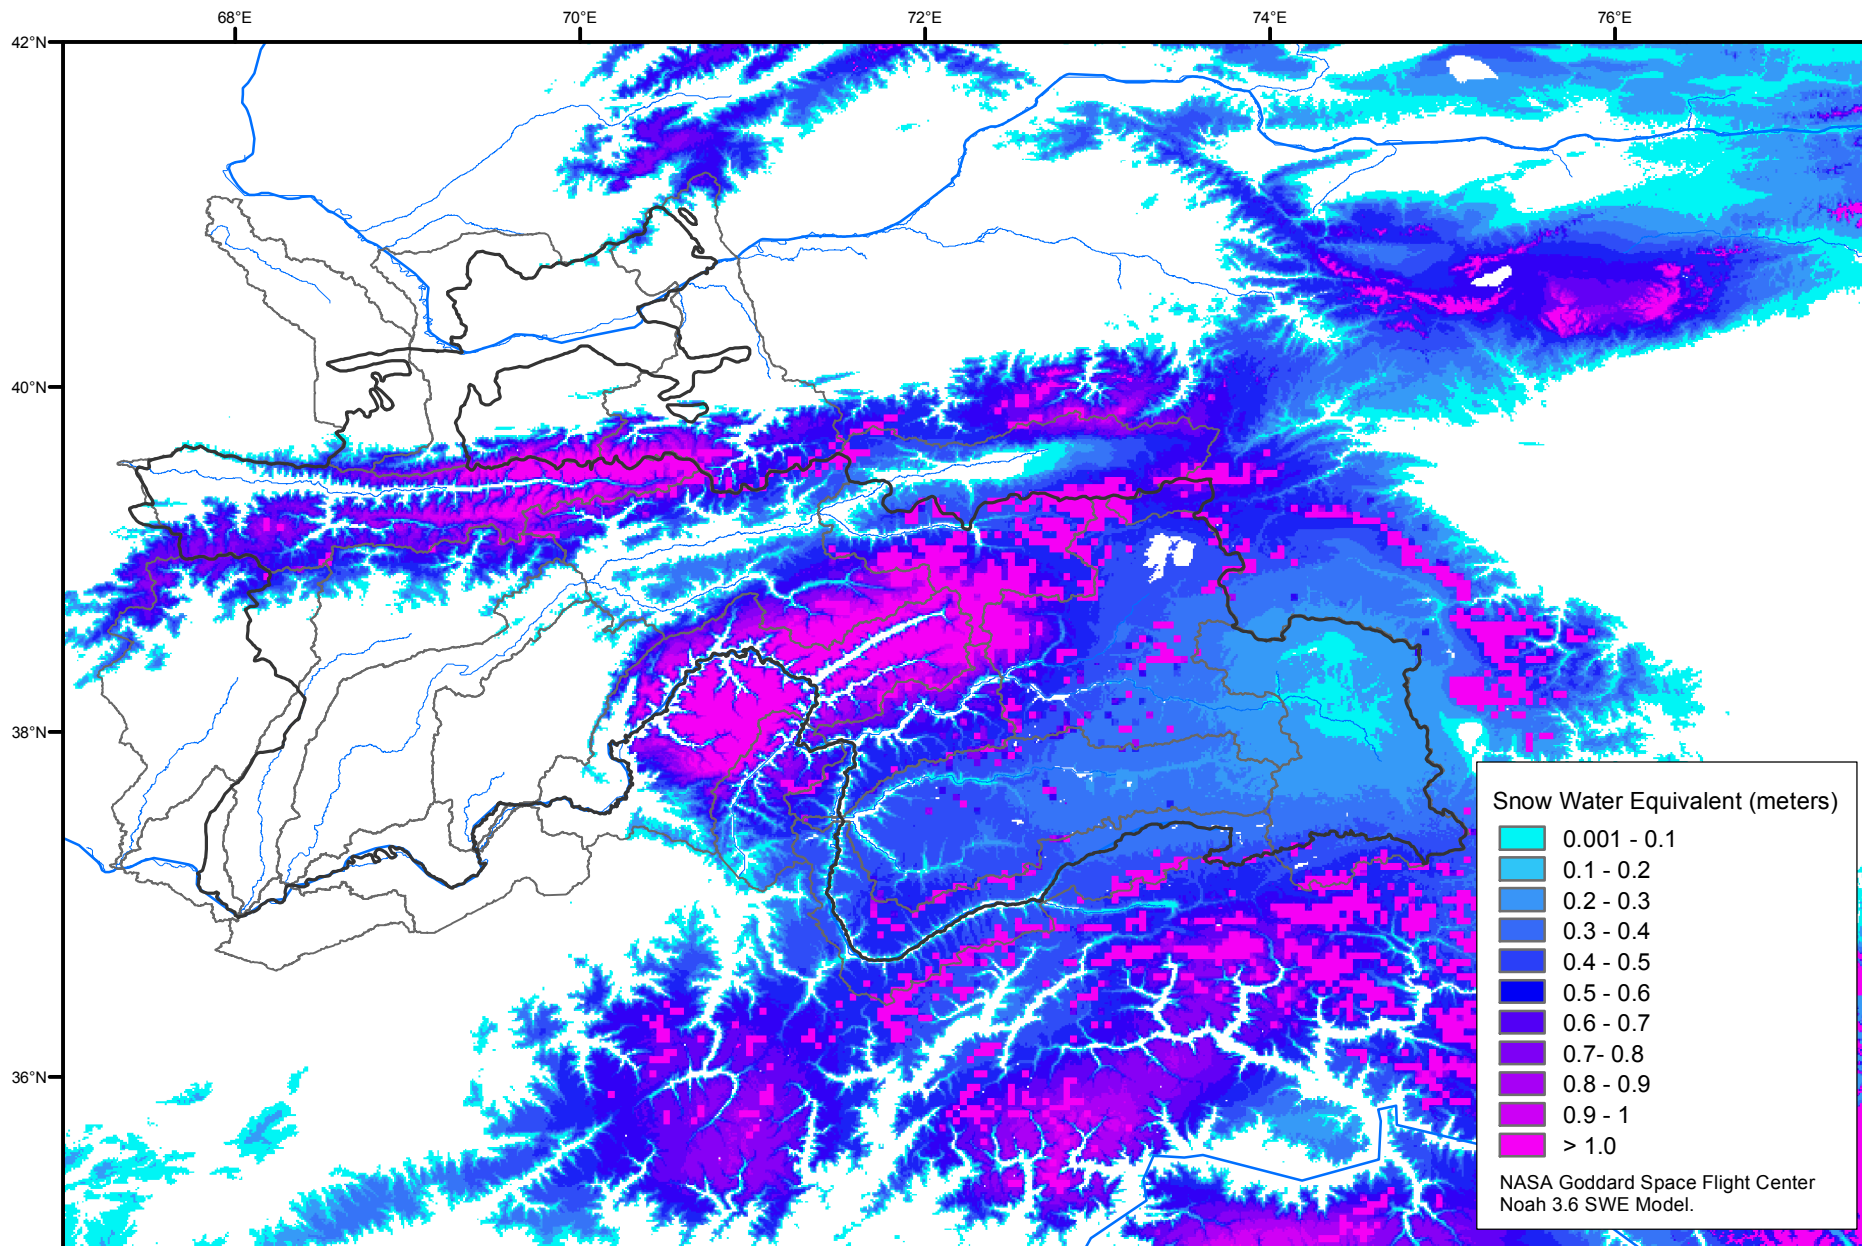 68°E 70°E 72°E 74°E 76°E
42°N
40°N
38°N
36°N
Snow Water Equivalent (meters)
0.001 - 0.1
0.1 - 0.2
0.2 - 0.3
0.3 - 0.4
0.4 - 0.5
0.5 - 0.6
0.6 - 0.7
0.7- 0.8
0.8 - 0.9
0.9 - 1
> 1.0
NASA Goddard Space Flight Center
Noah 3.6 SWE Model.